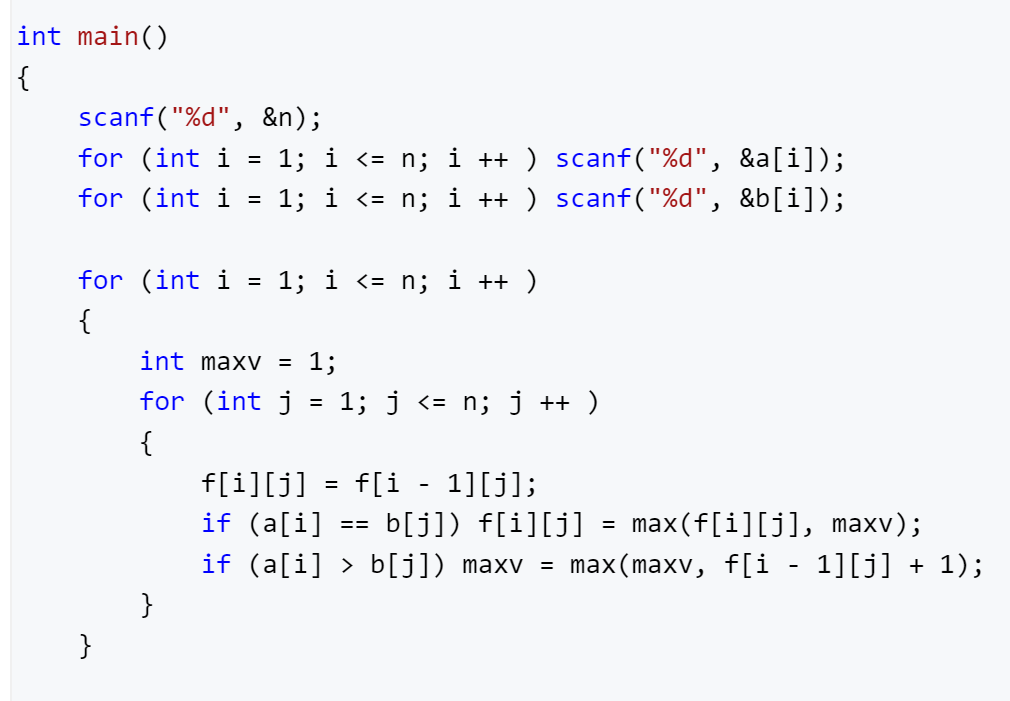 int main()
{
    scanf("%d", &n);
    for (int i = 1; i <= n; i ++ ) scanf("%d", &a[i]);
    for (int i = 1; i <= n; i ++ ) scanf("%d", &b[i]);

    for (int i = 1; i <= n; i ++ )
    {
        int maxv = 1;
        for (int j = 1; j <= n; j ++ )
        {
            f[i][j] = f[i - 1][j];
            if (a[i] == b[j]) f[i][j] = max(f[i][j], maxv);
            if (a[i] > b[j]) maxv = max(maxv, f[i - 1][j] + 1);
        }
    }